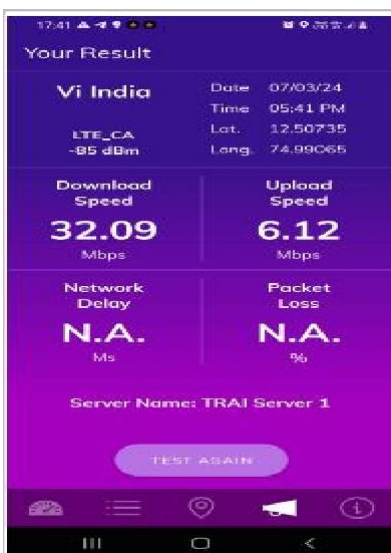 17:41
Your Result
Vi India
LTE_CA
-85 dBm
Date 07/03/24
Time 05:41 PM
Lat. 12.50735
Long. 74.99065
Download Speed
32.09
Mbps
Upload Speed
6.12
Mbps
Network Delay
N.A.
Ms
Packet Loss
N.A.
%
Server Name: TRAI Server 1
TEST AGAIN